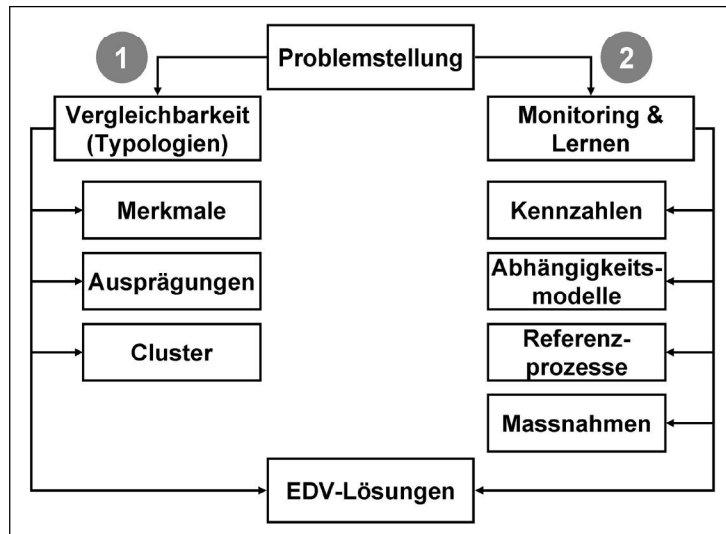 Problemstellung
1
Vergleichbarkeit
(Typologien)
Merkmale
Ausprägungen
Cluster
2
Monitoring &
Lernen
Kennzahlen
Abhängigkeits-
modelle
Referenz-
prozesse
Massnahmen
EDV-Lösungen